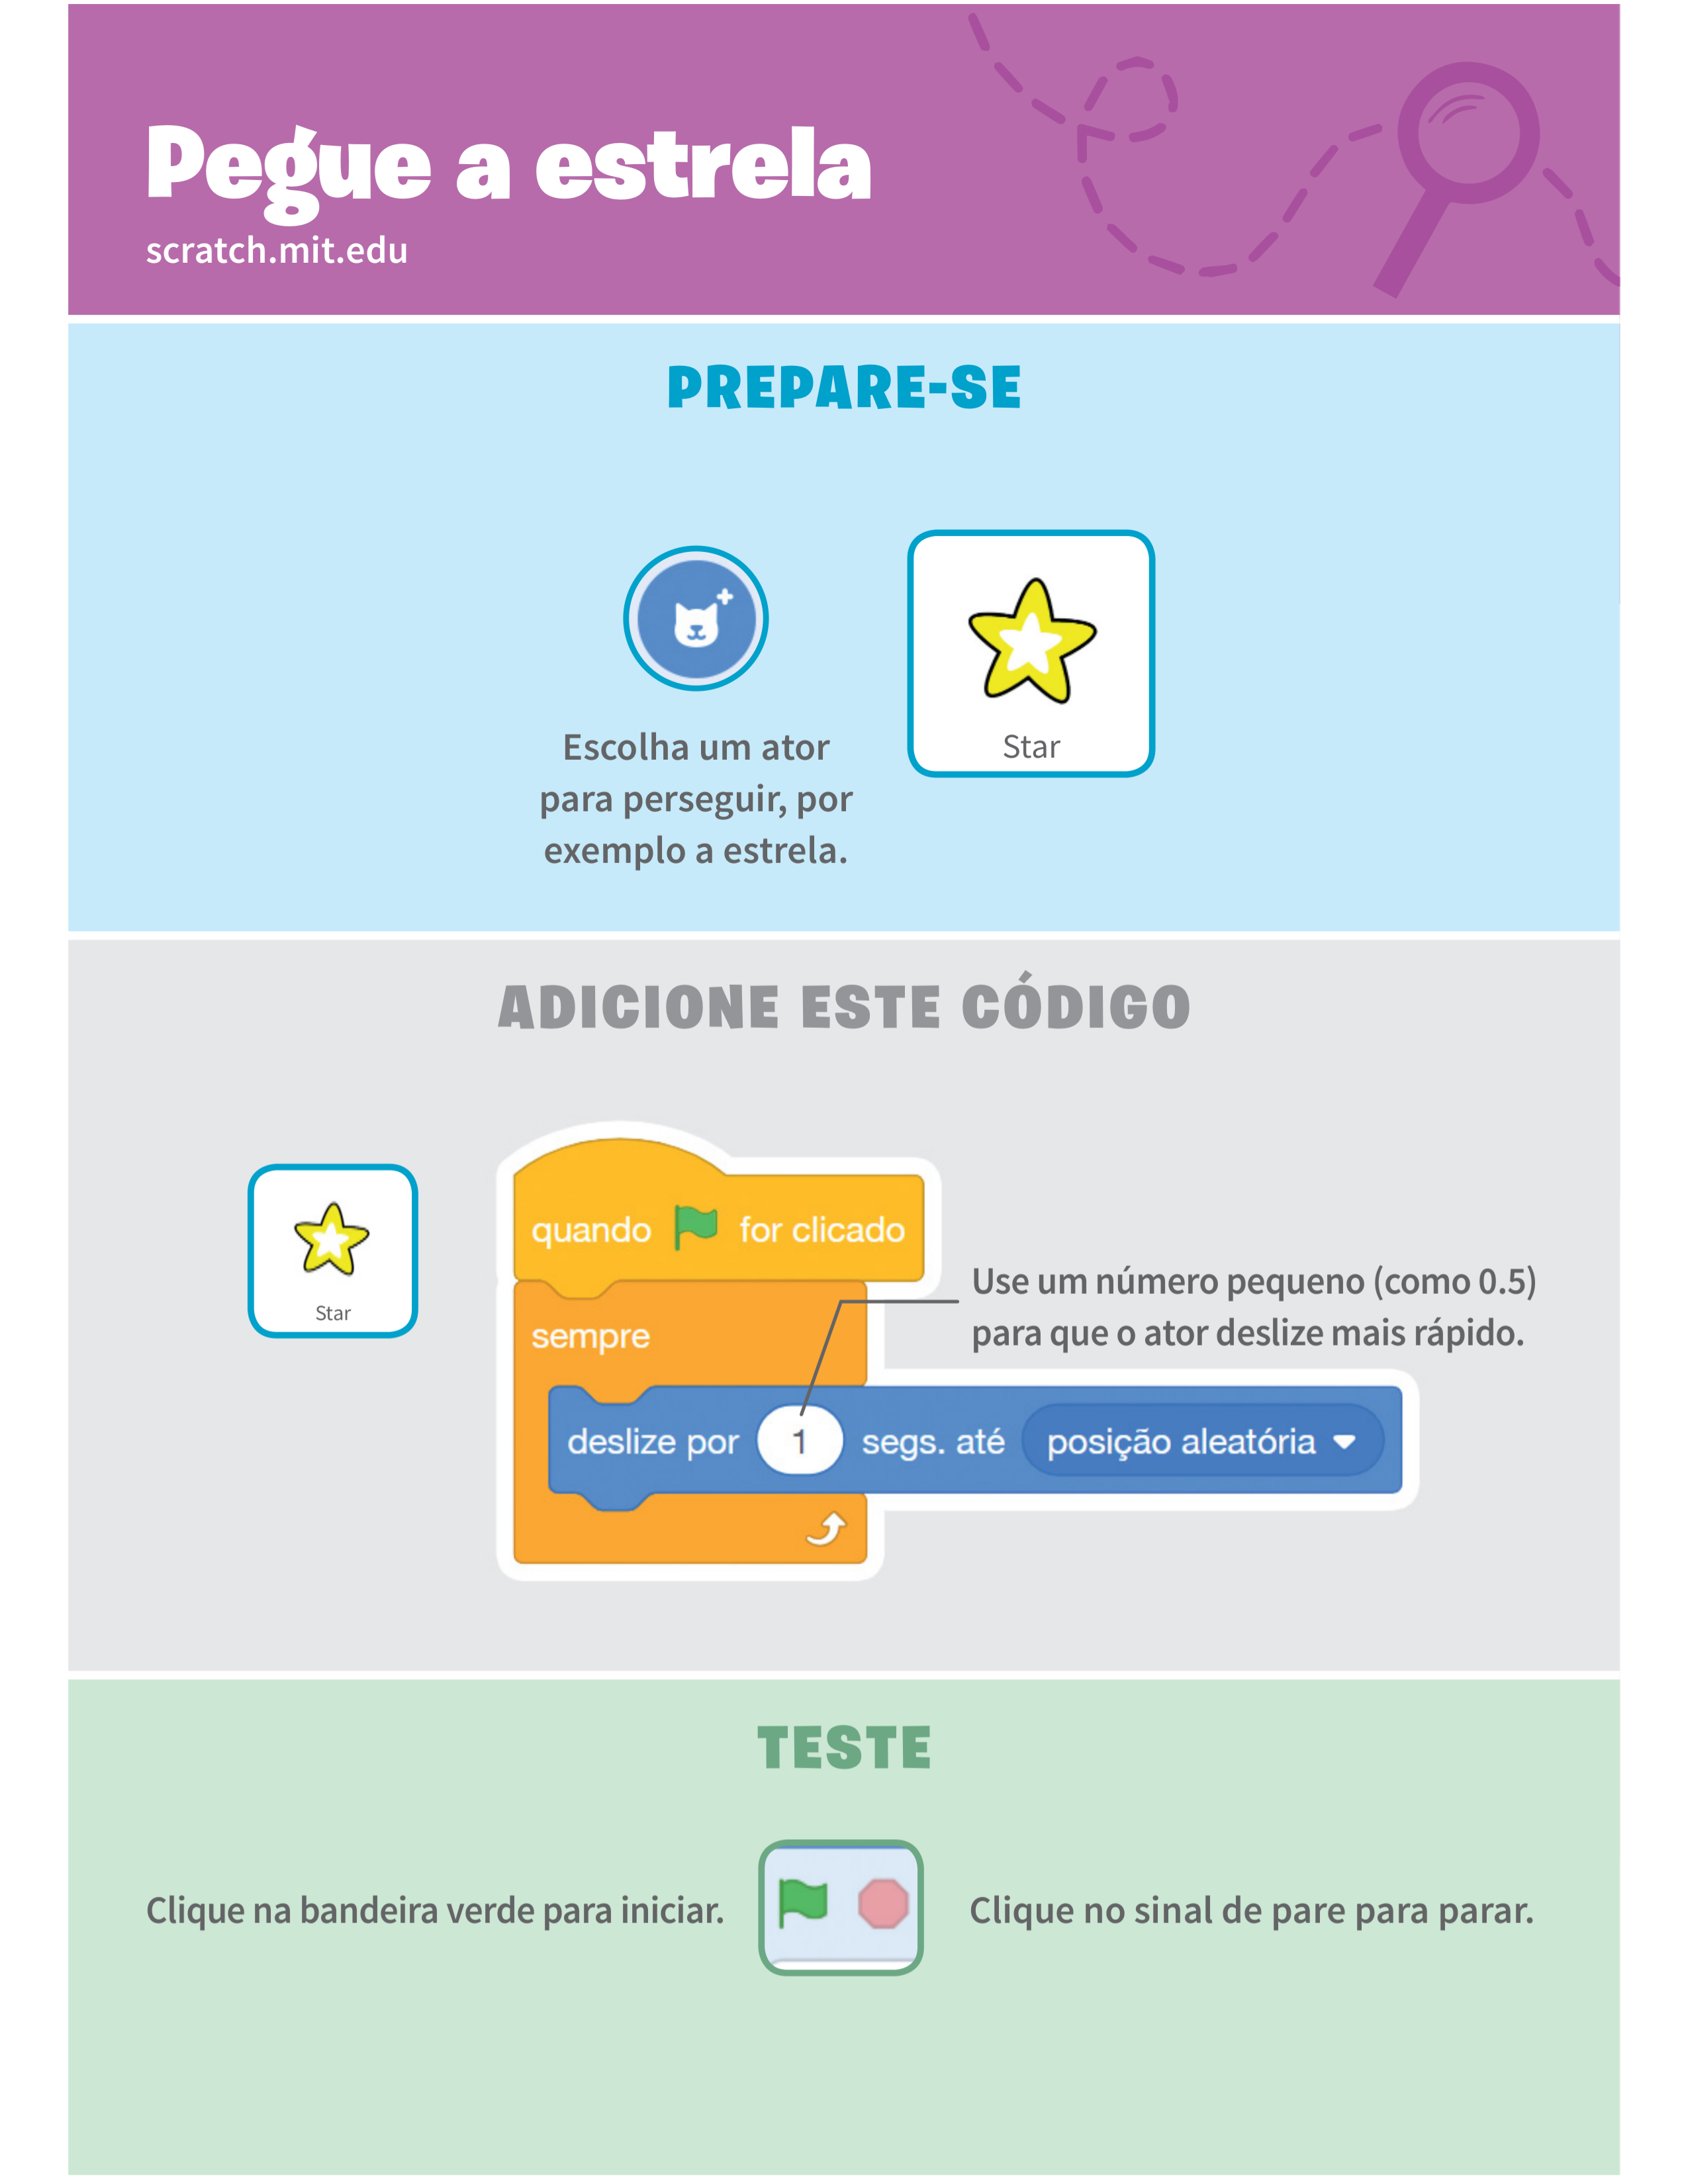 Pegue a estrela
scratch.mit.edu
PREPARE-SE
Escolha um ator
para perseguir, por
exemplo a estrela.
Star
ADICIONE ESTE CÓDIGO
Star
quando for clicado
sempre
Use um número pequeno (como 0.5)
para que o ator deslize mais rápido.
deslize por 1 segs. até posição aleatória
TESTE
Clique na bandeira verde para iniciar.
Clique no sinal de pare para parar.